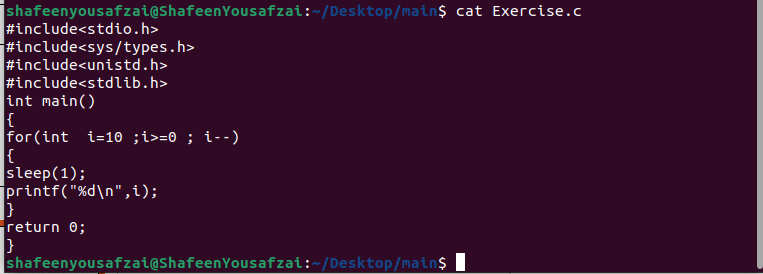 shafeenyousafzai@ShafeenYousafzai:~/Desktop/main$ cat Exercise.c
#include<stdio.h>
#include<sys/types.h>
#include<unistd.h>
#include<stdlib.h>
int main()
{
for(int  i=10 ;i>=0 ; i--)
{
sleep(1);
printf("%d\n",i);
}
return 0;
}
shafeenyousafzai@ShafeenYousafzai:~/Desktop/main$